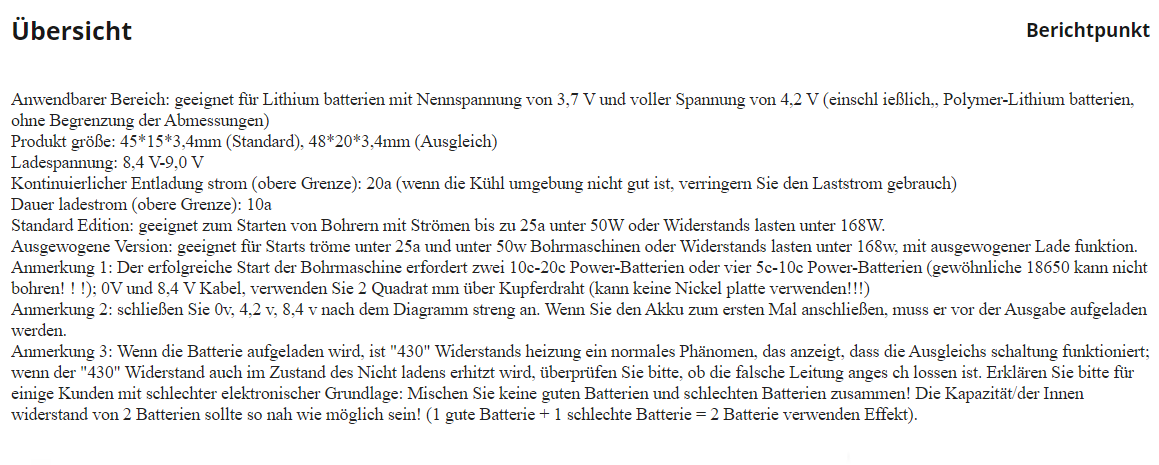 Übersicht
Berichtpunkt
Anwendbarer Bereich: geeignet für Lithium batterien mit Nennspannung von 3,7 V und voller Spannung von 4,2 V (einschl ießlich,, Polymer-Lithium batterien,
ohne Begrenzung der Abmessungen)
Produkt größe: 45*15*3,4mm (Standard), 48*20*3,4mm (Ausgleich)
Ladespannung: 8,4 V-9,0 V
Kontinuierlicher Entladung strom (obere Grenze): 20a (wenn die Kühl umgebung nicht gut ist, verringern Sie den Laststrom gebrauch)
Dauer ladestrom (obere Grenze): 10a
Standard Edition: geeignet zum Starten von Bohrern mit Strömen bis zu 25a unter 50W oder Widerstands lasten unter 168W.
Ausgewogene Version: geeignet für Starts tröme unter 25a und unter 50w Bohrmaschinen oder Widerstands lasten unter 168w, mit ausgewogener Lade funktion.
Anmerkung 1: Der erfolgreiche Start der Bohrmaschine erfordert zwei 10c-20c Power-Batterien oder vier 5c-10c Power-Batterien (gewöhnliche 18650 kann nicht
bohren! ! !); 0V und 8,4 V Kabel, verwenden Sie 2 Quadrat mm über Kupferdraht (kann keine Nickel platte verwenden!!!)
Anmerkung 2: schließen Sie 0v, 4,2 v, 8,4 v nach dem Diagramm streng an. Wenn Sie den Akku zum ersten Mal anschließen, muss er vor der Ausgabe aufgeladen
werden.
Anmerkung 3: Wenn die Batterie aufgeladen wird, ist "430" Widerstands heizung ein normales Phänomen, das anzeigt, dass die Ausgleichs schaltung funktioniert;
wenn der "430" Widerstand auch im Zustand des Nicht ladens erhitzt wird, überprüfen Sie bitte, ob die falsche Leitung anges ch lossen ist. Erklären Sie bitte für
einige Kunden mit schlechter elektronischer Grundlage: Mischen Sie keine guten Batterien und schlechten Batterien zusammen! Die Kapazität/der Innen
widerstand von 2 Batterien sollte so nah wie möglich sein! (1 gute Batterie + 1 schlechte Batterie = 2 Batterie verwenden Effekt).